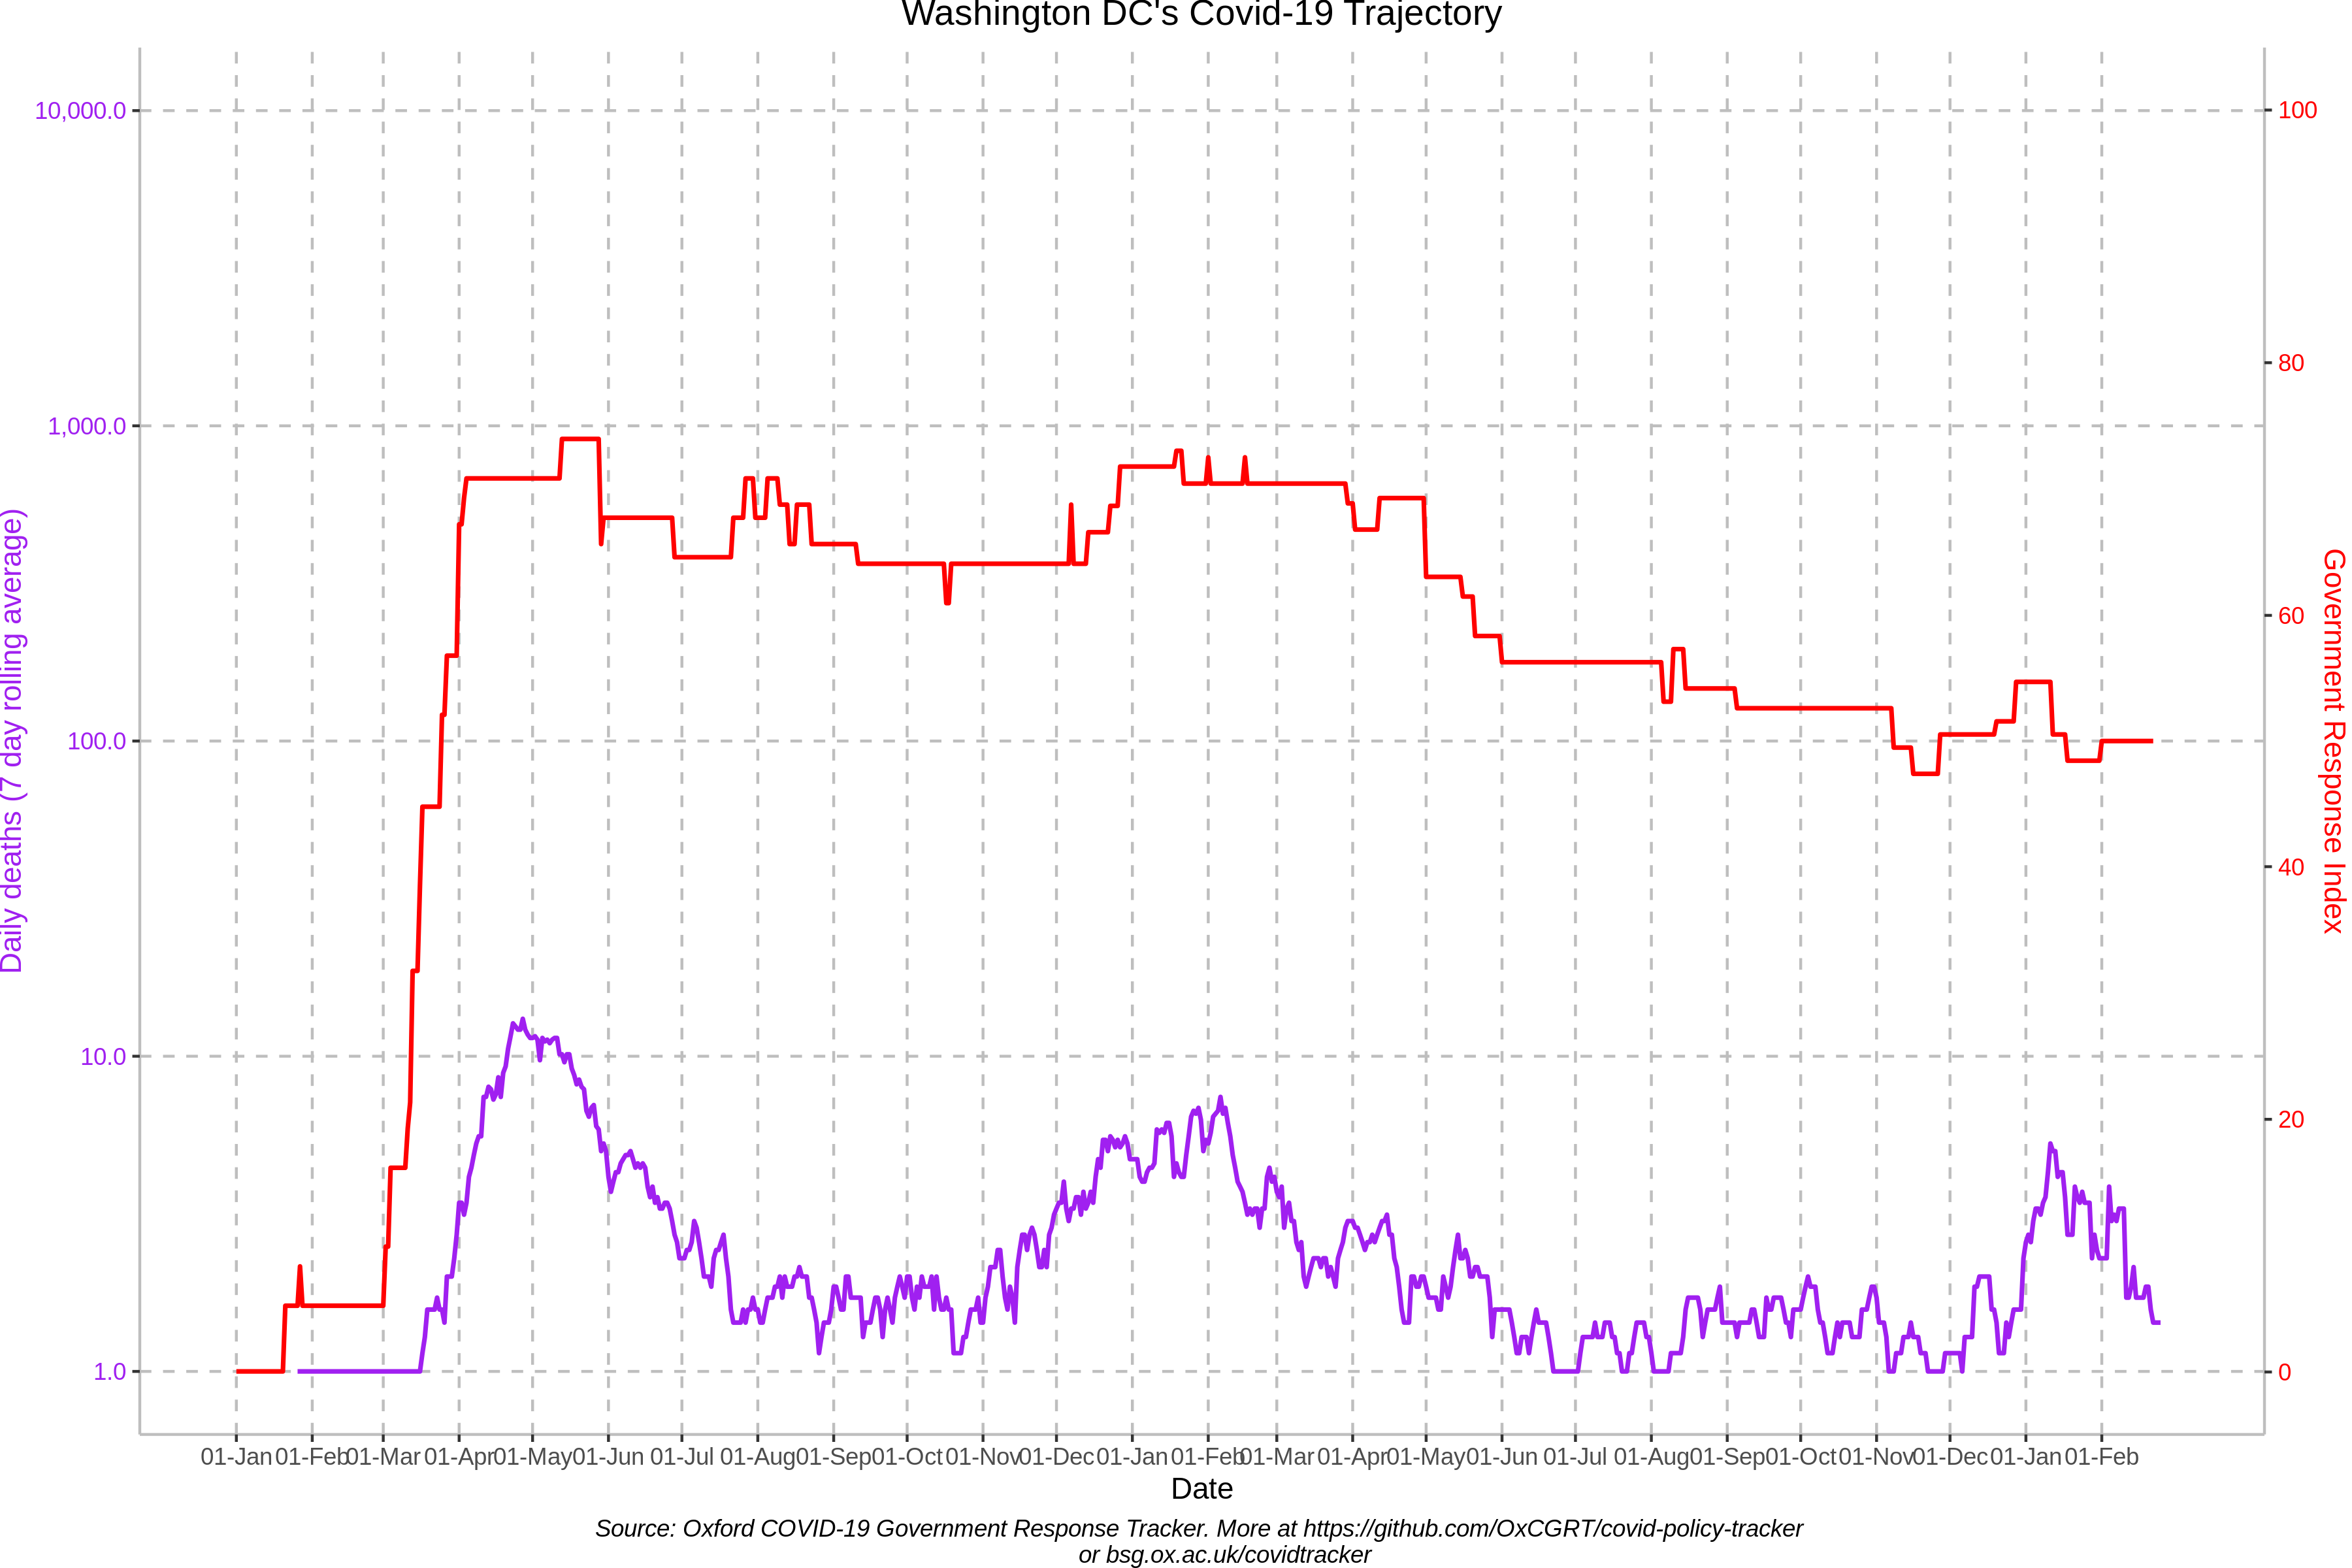 Washington DC's Covid-19 Trajectory
10,000.0
1,000.0
100.0
10.0
1.0
Daily deaths (7 day rolling average)
100
80
60
40
20
0
Government Response Index
01-Jan 01-Feb 01-Mar 01-Apr 01-May 01-Jun 01-Jul 01-Aug 01-Sep 01-Oct 01-Nov 01-Dec 01-Jan 01-Feb 01-Mar 01-Apr 01-May 01-Jun 01-Jul 01-Aug 01-Sep 01-Oct 01-Nov 01-Dec 01-Jan 01-Feb
Date
Source: Oxford COVID-19 Government Response Tracker. More at https://github.com/OxCGRT/covid-policy-tracker
or bsg.ox.ac.uk/covidtracker